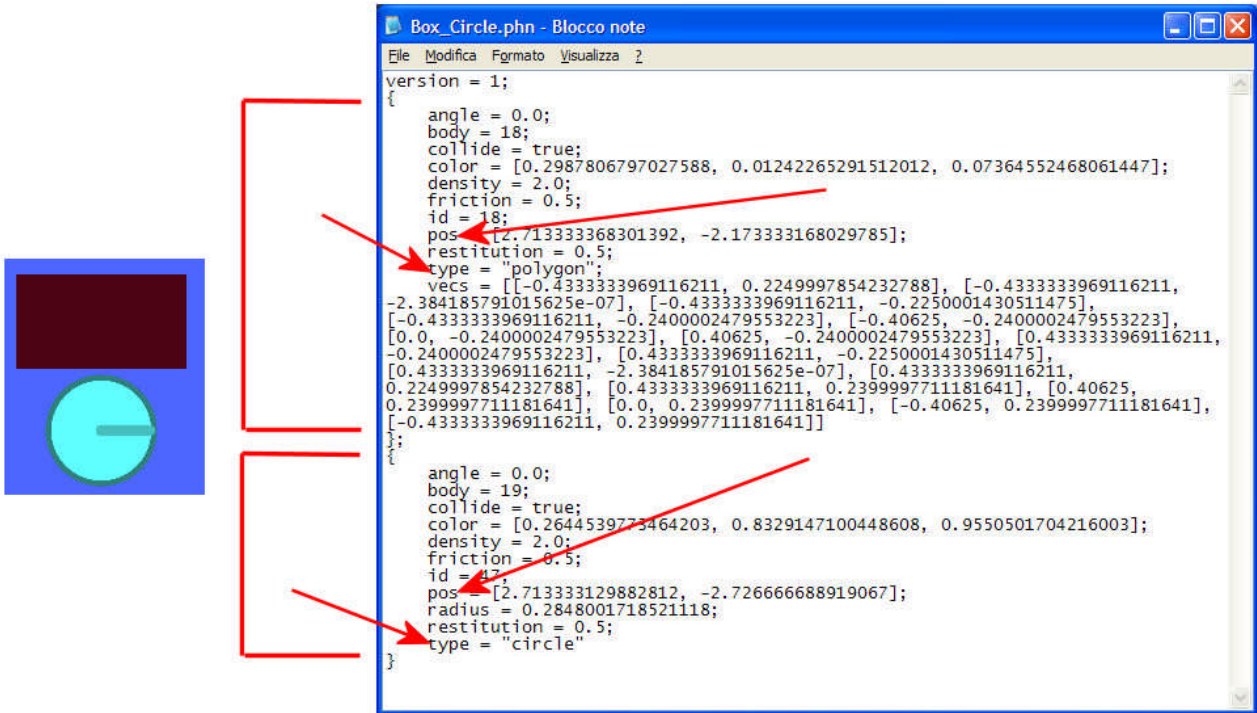 Box_Circle.phn - Blocco note
File Modifica Formato Visualizza ?
version = 1;
{
angle = 0.0;
body = 18;
collide = true;
color = [0.2987806797027588, 0.01242265291512012, 0.07364552468061447];
density = 2.0;
friction = 0.5;
id = 18;
pos = [2.713333368301392, -2.173333168029785];
restitution = 0.5;
type = "polygon";
vecs = [[-0.4333333969116211, 0.2249997854232788], [-0.4333333969116211,
-2.384185791015625e-07], [-0.4333333969116211, -0.2250001430511475],
[-0.4333333969116211, -0.2400002479553223], [-0.40625, -0.2400002479553223],
[0.0, -0.2400002479553223], [0.40625, -0.2400002479553223], [0.4333333969116211,
-0.2400002479553223], [0.4333333969116211, -0.2250001430511475],
[0.4333333969116211, -2.384185791015625e-07], [0.4333333969116211,
0.2249997854232788], [0.4333333969116211, 0.2399997711181641], [0.40625,
0.2399997711181641], [0.0, 0.2399997711181641], [-0.40625, 0.2399997711181641],
[-0.4333333969116211, 0.2399997711181641]]
};
{
angle = 0.0;
body = 19;
collide = true;
color = [0.2644539773464203, 0.8329147100448608, 0.9550501704216003];
density = 2.0;
friction = 0.5;
id = 47;
pos = [2.713333129882812, -2.726666688919067];
radius = 0.2848001718521118;
restitution = 0.5;
type = "circle"
}